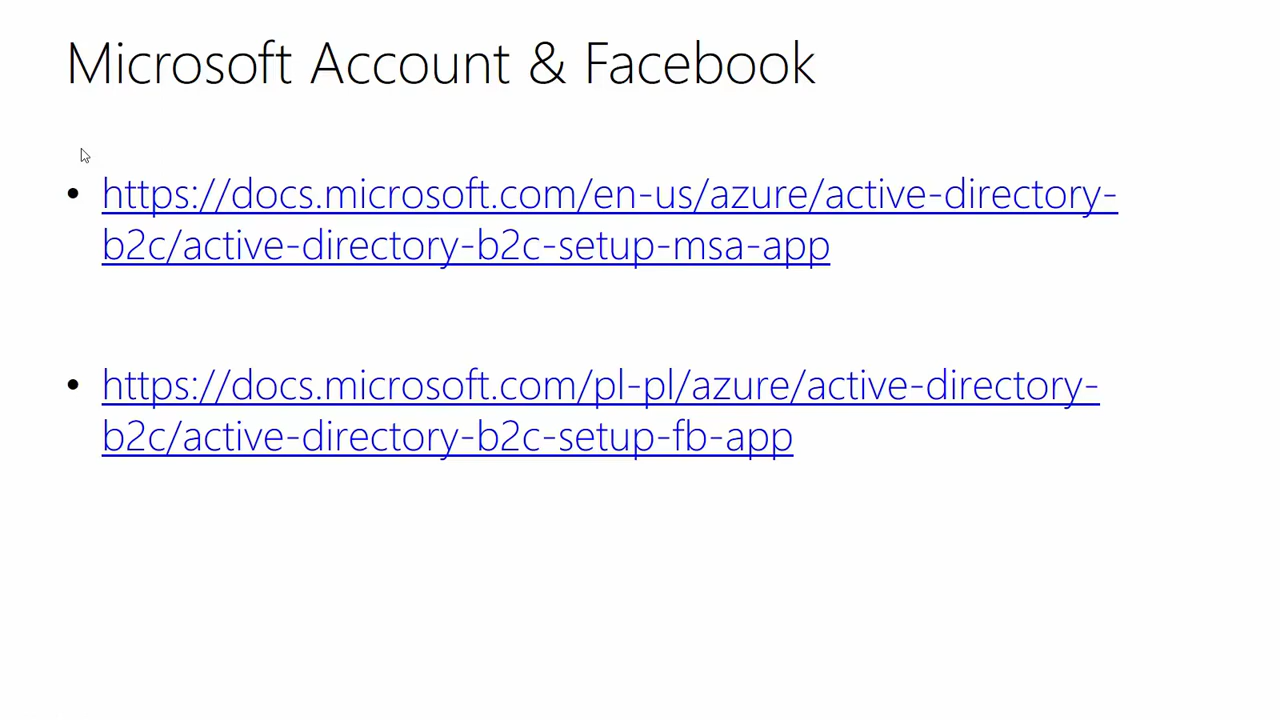 Microsoft Account & Facebook
• https://docs.microsoft.com/en-us/azure/active-directory-
b2c/active-directory-b2c-setup-msa-app
• https://docs.microsoft.com/pl-pl/azure/active-directory-
b2c/active-directory-b2c-setup-fb-app